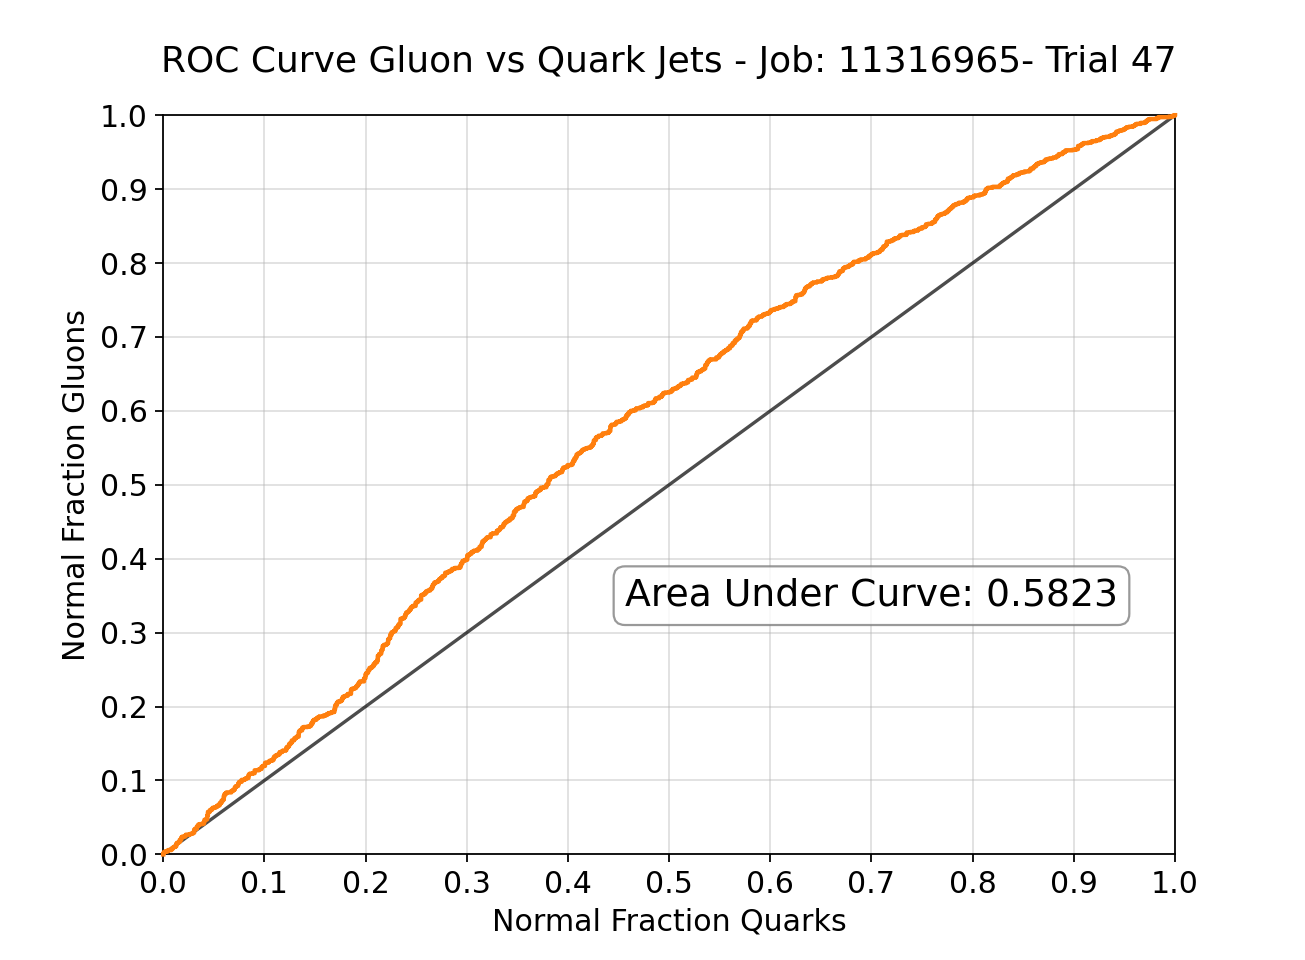 ROC Curve Gluon vs Quark Jets - Job: 11316965- Trial 47
1.0
0.9
0.8
0.7
0.6
0.5
0.4
0.3
0.2
0.1
0.0
Normal Fraction Gluons
Area Under Curve: 0.5823
0.0 0.1 0.2 0.3 0.4 0.5 0.6 0.7 0.8 0.9 1.0
Normal Fraction Quarks